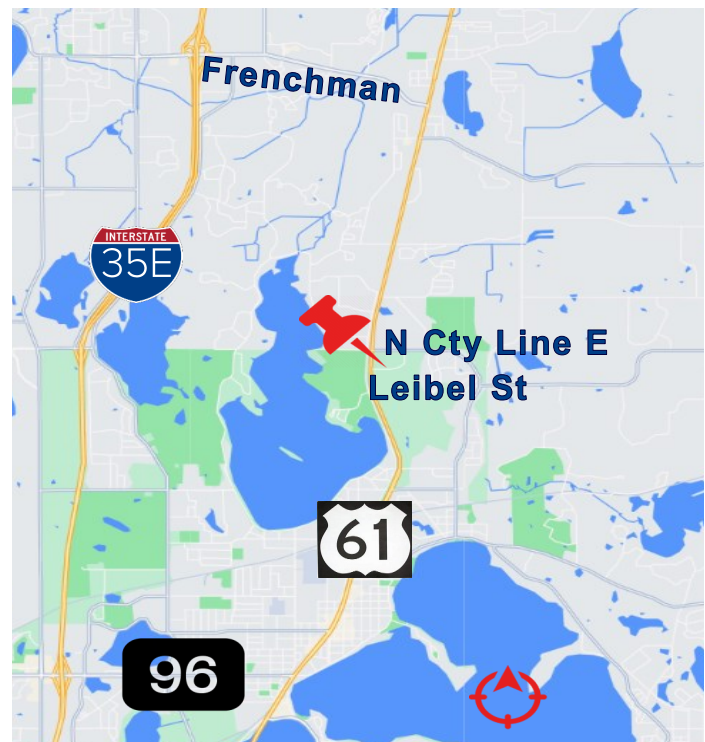 Frenchman
INTERSTATE
35E
N Cty Line E
Leibel St
61
96